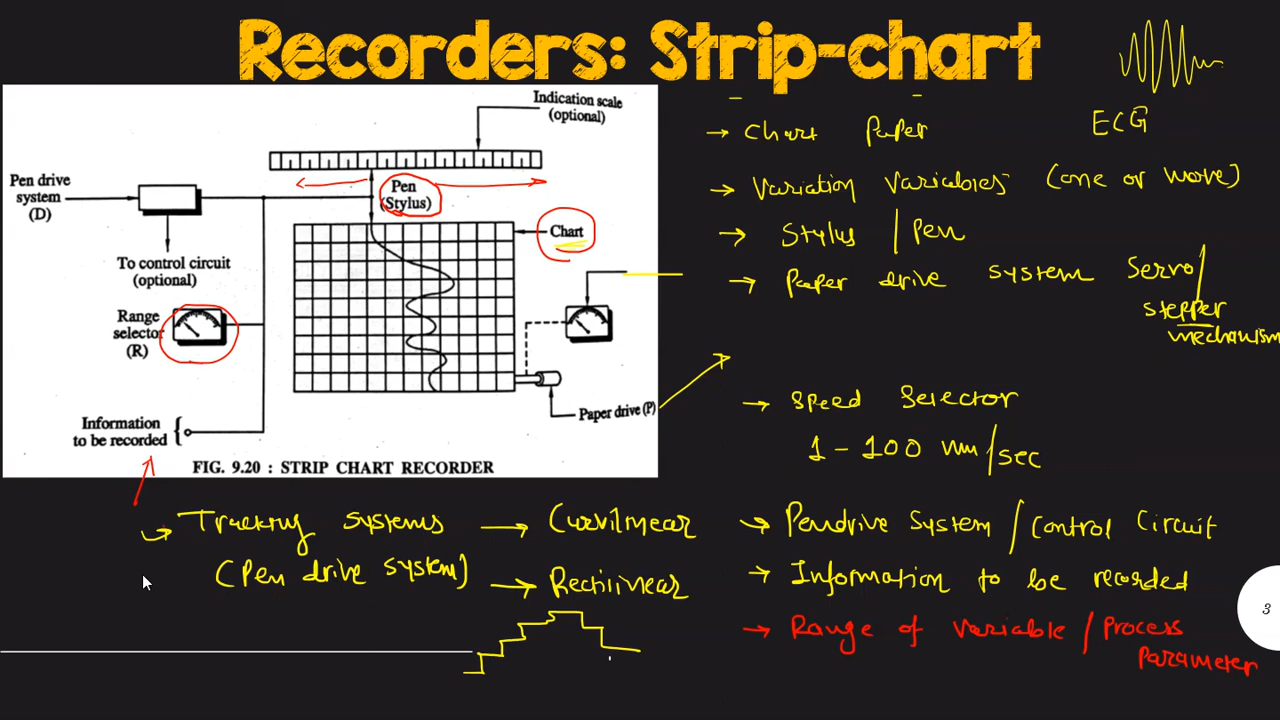 Recorders: Strip-chart
Indication scale
(optional)
Pen drive
system
(D)
Pen
(Stylus)
Chart
To control circuit
(optional)
Range
selector
(R)
Information
to be recorded
Paper drive (P)
FIG. 9.20 : STRIP CHART RECORDER
→ Chart Paper
ECG
→ Variation Variables (one or more)
→ Stylus / Pen
→ Paper drive system Servo/
stepper
mechanism
→ Speed Selector
1 - 100 mm/sec
→ Tracking systems → Curvilinear
(Pen drive system) → Rectilinear
→ Pendrive System / Control Circuit
→ Information to be recorded
→ Range of variable / Process
parameter
3